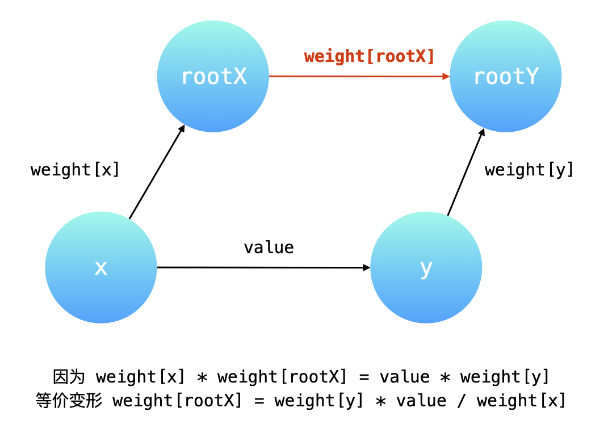 weight[rootX]
rootX
rootY
weight[x]
weight[y]
value
x
y
因为 weight[x] * weight[rootX] = value * weight[y]
等价变形 weight[rootX] = weight[y] * value / weight[x]